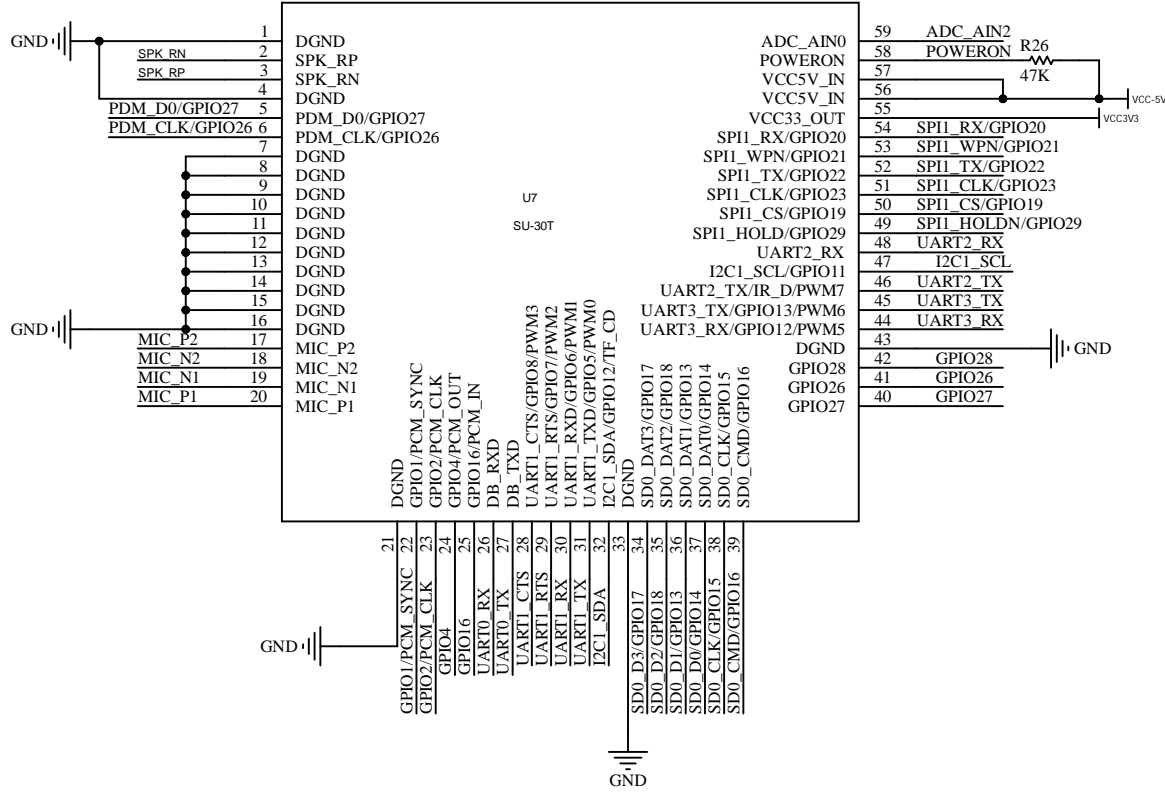 GND
1 DGND
SPK_RN 2 SPK_RP
SPK_RP 3 SPK_RN
4 DGND
PDM_D0/GPIO27 5 PDM_D0/GPIO27
PDM_CLK/GPIO26 6 PDM_CLK/GPIO26
7 DGND
8 DGND
9 DGND
10 DGND
11 DGND
12 DGND
13 DGND
14 DGND
15 DGND
GND 16 DGND
MIC_P2 17 MIC_P2
MIC_N2 18 MIC_N2
MIC_N1 19 MIC_N1
MIC_P1 20 MIC_P1
U7
SU-30T
ADC_AIN0 59 ADC_AIN2
POWERON 58 POWERON R26
47K
VCC5V_IN 57
VCC5V_IN 56 VCC-5V
VCC33_OUT 55 VCC3V3
SPI1_RX/GPIO20 54 SPI1_RX/GPIO20
SPI1_WPN/GPIO21 53 SPI1_WPN/GPIO21
SPI1_TX/GPIO22 52 SPI1_TX/GPIO22
SPI1_CLK/GPIO23 51 SPI1_CLK/GPIO23
SPI1_CS/GPIO19 50 SPI1_CS/GPIO19
SPI1_HOLD/GPIO29 49 SPI1_HOLDN/GPIO29
UART2_RX 48 UART2_RX
I2C1_SCL/GPIO11 47 I2C1_SCL
UART2_TX/IR_D/PWM7 46 UART2_TX
UART3_TX/GPIO13/PWM6 45 UART3_TX
UART3_RX/GPIO12/PWM5 44 UART3_RX
DGND 43 GND
GPIO28 42 GPIO28
GPIO26 41 GPIO26
GPIO27 40 GPIO27
DGND 21
GPIO1/PCM_SYNC 22 GPIO1/PCM_SYNC
GPIO2/PCM_CLK 23 GPIO2/PCM_CLK
GPIO4/PCM_OUT 24 GPIO4
GPIO16/PCM_IN 25 GPIO16
DB_RXD 26 UART0_RX
DB_TXD 27 UART0_TX
UART1_CTS/GPIO8/PWM3 28 UART1_CTS
UART1_RTS/GPIO7/PWM2 29 UART1_RTS
UART1_RXD/GPIO6/PWM1 30 UART1_RX
UART1_TXD/GPIO5/PWM0 31 UART1_TX
I2C1_SDA/GPIO12/TF_CD 32 I2C1_SDA
DGND 33
SD0_DAT3/GPIO17 34 SD0_D3/GPIO17
SD0_DAT2/GPIO18 35 SD0_D2/GPIO18
SD0_DAT1/GPIO13 36 SD0_D1/GPIO13
SD0_DAT0/GPIO14 37 SD0_D0/GPIO14
SD0_CLK/GPIO15 38 SD0_CLK/GPIO15
SD0_CMD/GPIO16 39 SD0_CMD/GPIO16
GND
GND